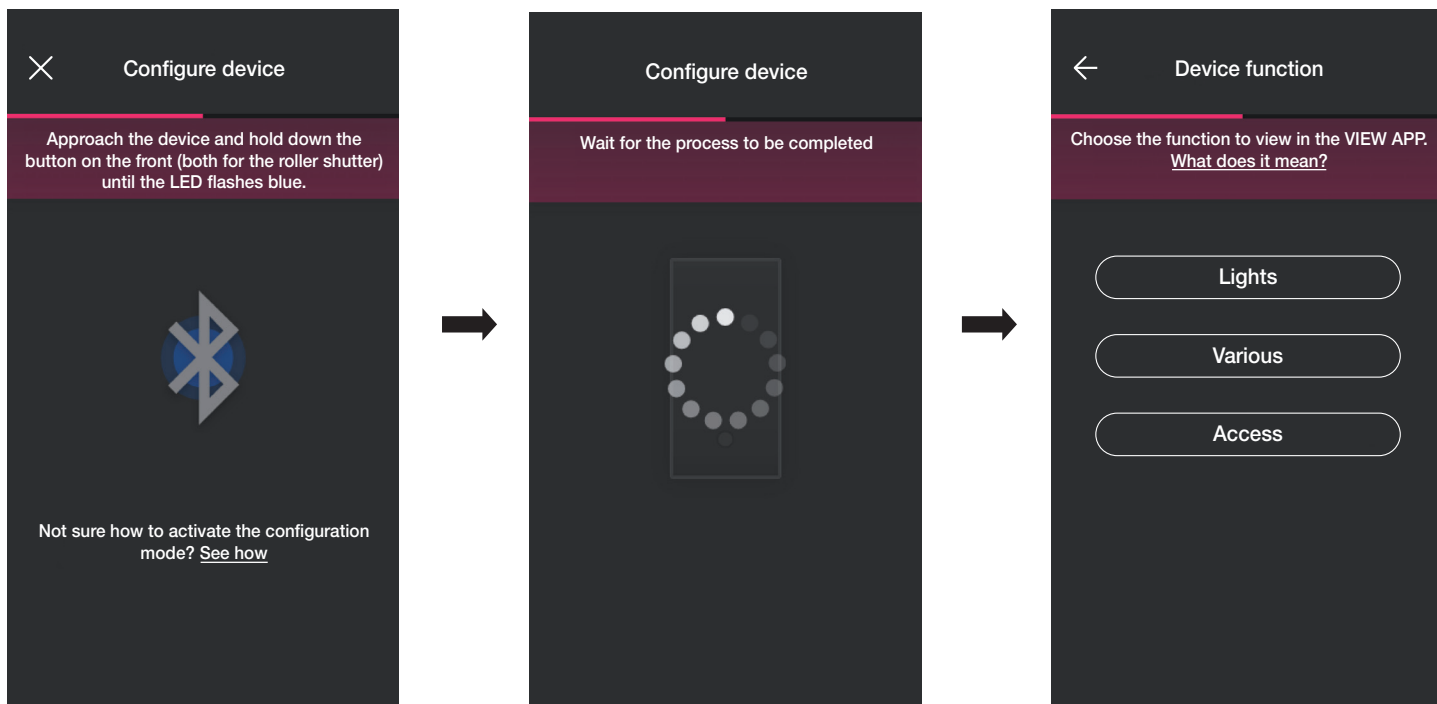 Configure device
Approach the device and hold down the
button on the front (both for the roller shutter)
until the LED flashes blue.
Not sure how to activate the configuration
mode? See how
Configure device
Wait for the process to be completed
Device function
Choose the function to view in the VIEW APP.
What does it mean?
Lights
Various
Access